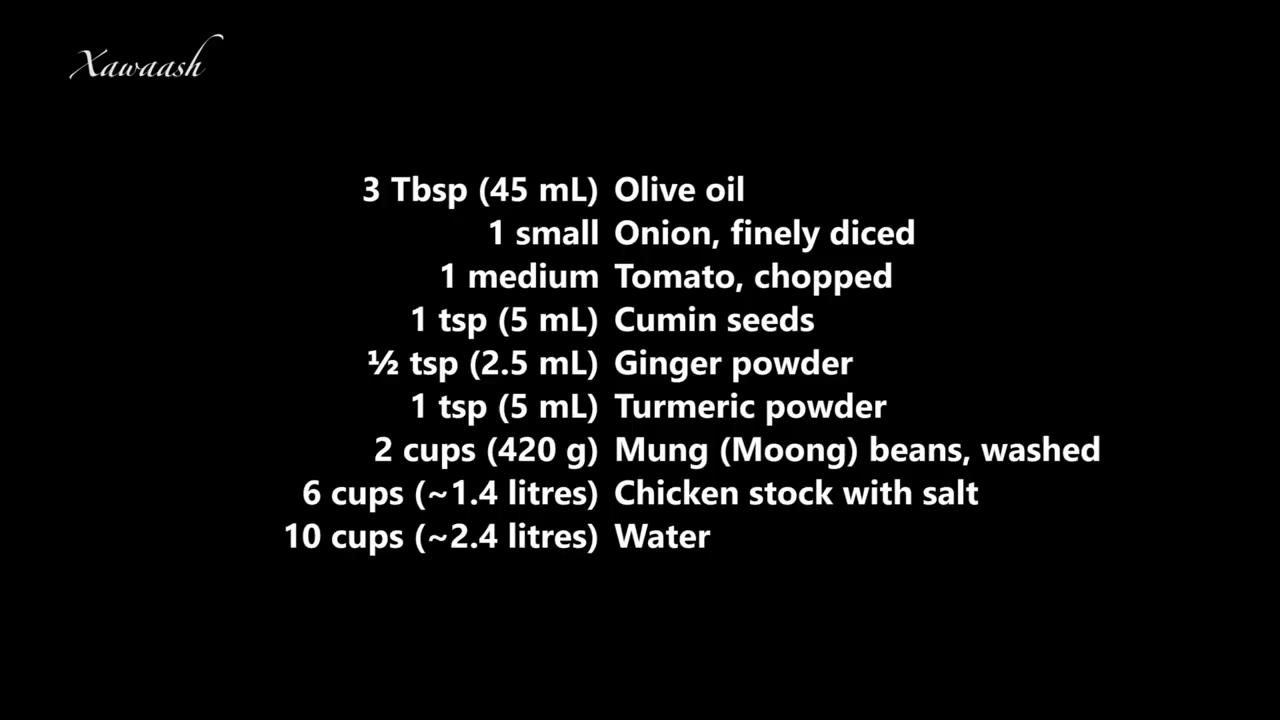 Xawaash
3 Tbsp (45 mL) Olive oil
1 small Onion, finely diced
1 medium Tomato, chopped
1 tsp (5 mL) Cumin seeds
½ tsp (2.5 mL) Ginger powder
1 tsp (5 mL) Turmeric powder
2 cups (420 g) Mung (Moong) beans, washed
6 cups (~1.4 litres) Chicken stock with salt
10 cups (~2.4 litres) Water